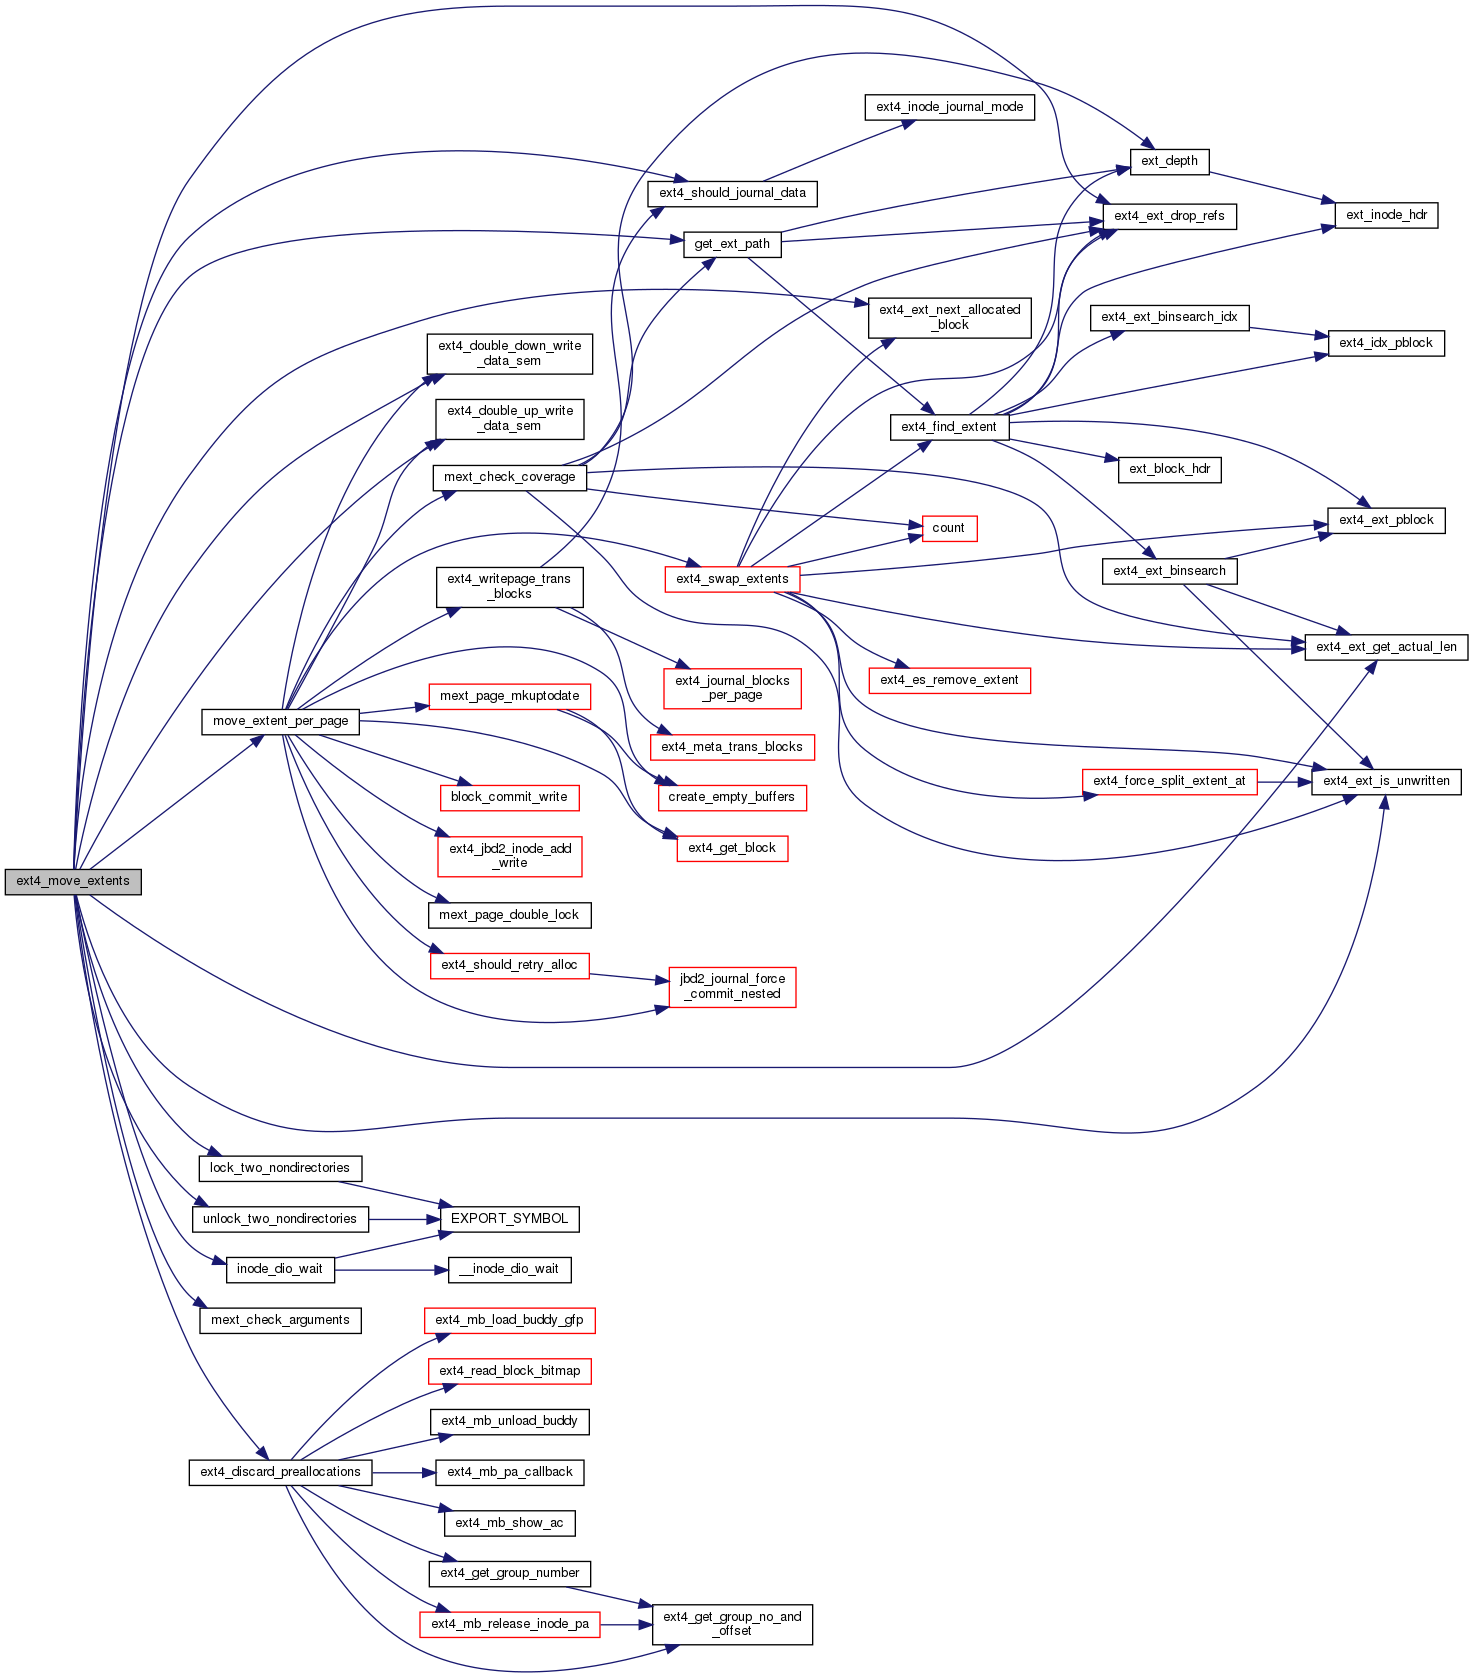 ext4_inode_journal_mode
ext_depth
ext4_should_journal_data
ext4_ext_drop_refs
ext_inode_hdr
get_ext_path
ext4_ext_next_allocated
_block
ext4_ext_binsearch_idx
ext4_idx_pblock
ext4_double_down_write
_data_sem
ext4_double_up_write
_data_sem
ext4_find_extent
mext_check_coverage
ext_block_hdr
count
ext4_ext_pblock
ext4_writepage_trans
_blocks
ext4_swap_extents
ext4_ext_binsearch
ext4_ext_get_actual_len
ext4_journal_blocks
_per_page
ext4_es_remove_extent
mext_page_mkuptodate
move_extent_per_page
ext4_meta_trans_blocks
block_commit_write
create_empty_buffers
ext4_force_split_extent_at
ext4_ext_is_unwritten
ext4_jbd2_inode_add
_write
ext4_get_block
ext4_move_extents
mext_page_double_lock
ext4_should_retry_alloc
jbd2_journal_force
_commit_nested
lock_two_nondirectories
unlock_two_nondirectories
EXPORT_SYMBOL
inode_dio_wait
__inode_dio_wait
mext_check_arguments
ext4_mb_load_buddy_gfp
ext4_read_block_bitmap
ext4_mb_unload_buddy
ext4_discard_preallocations
ext4_mb_pa_callback
ext4_mb_show_ac
ext4_get_group_number
ext4_mb_release_inode_pa
ext4_get_group_no_and
_offset